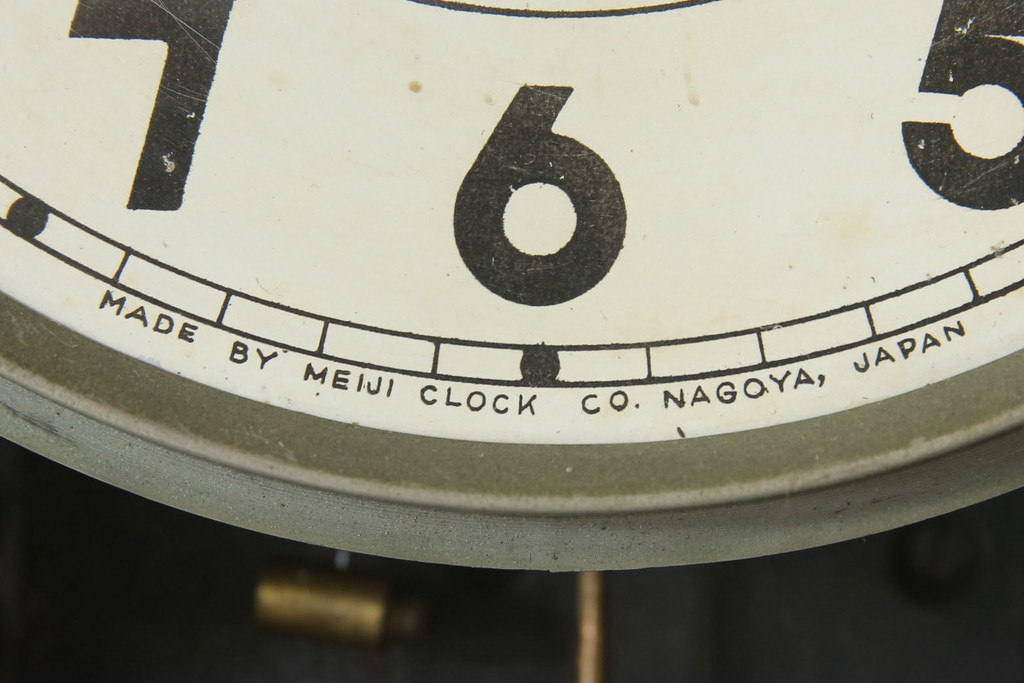 7 6 5
MADE BY MEIJI CLOCK CO. NAGOYA, JAPAN